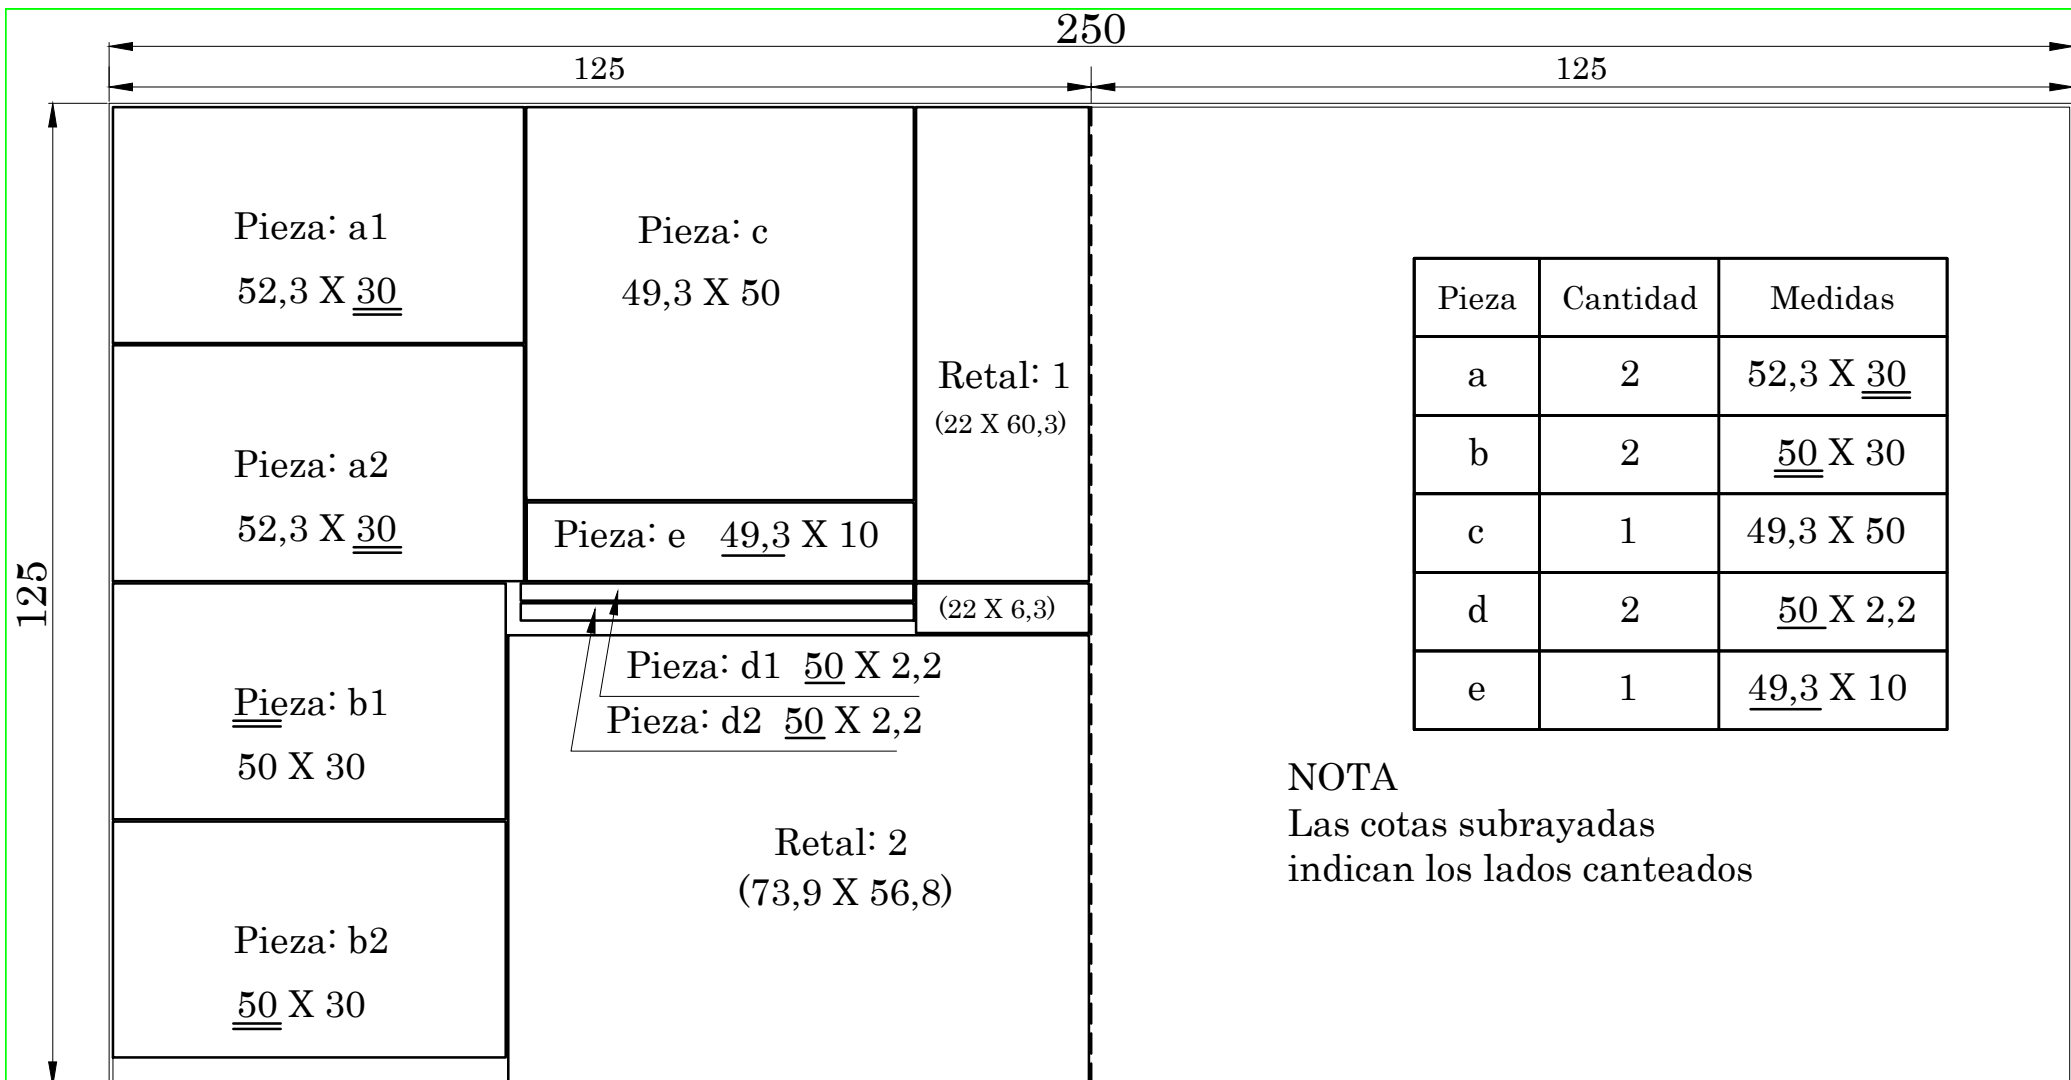 250
125
125
125
Pieza: a1
52,3 X 30
Pieza: c
49,3 X 50
Retal: 1
(22 X 60,3)
Pieza: a2
52,3 X 30
Pieza: e 49,3 X 10
(22 X 6,3)
Pieza: d1 50 X 2,2
Pieza: d2 50 X 2,2
Pieza: b1
50 X 30
Retal: 2
(73,9 X 56,8)
Pieza: b2
50 X 30
Pieza Cantidad Medidas
a 2 52,3 X 30
b 2 50 X 30
c 1 49,3 X 50
d 2 50 X 2,2
e 1 49,3 X 10
NOTA
Las cotas subrayadas
indican los lados canteados